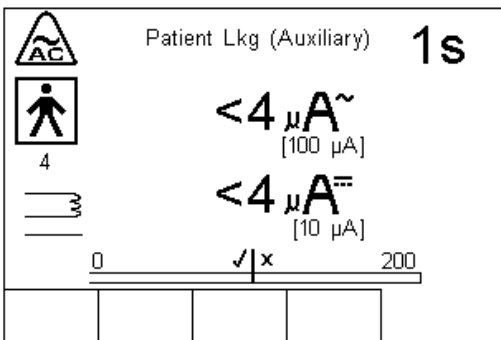 AC
Patient Lkg (Auxiliary)
1s
<4 µA~
[100 µA]
4
<4 µA⎓
[10 µA]
0
✓
x
200